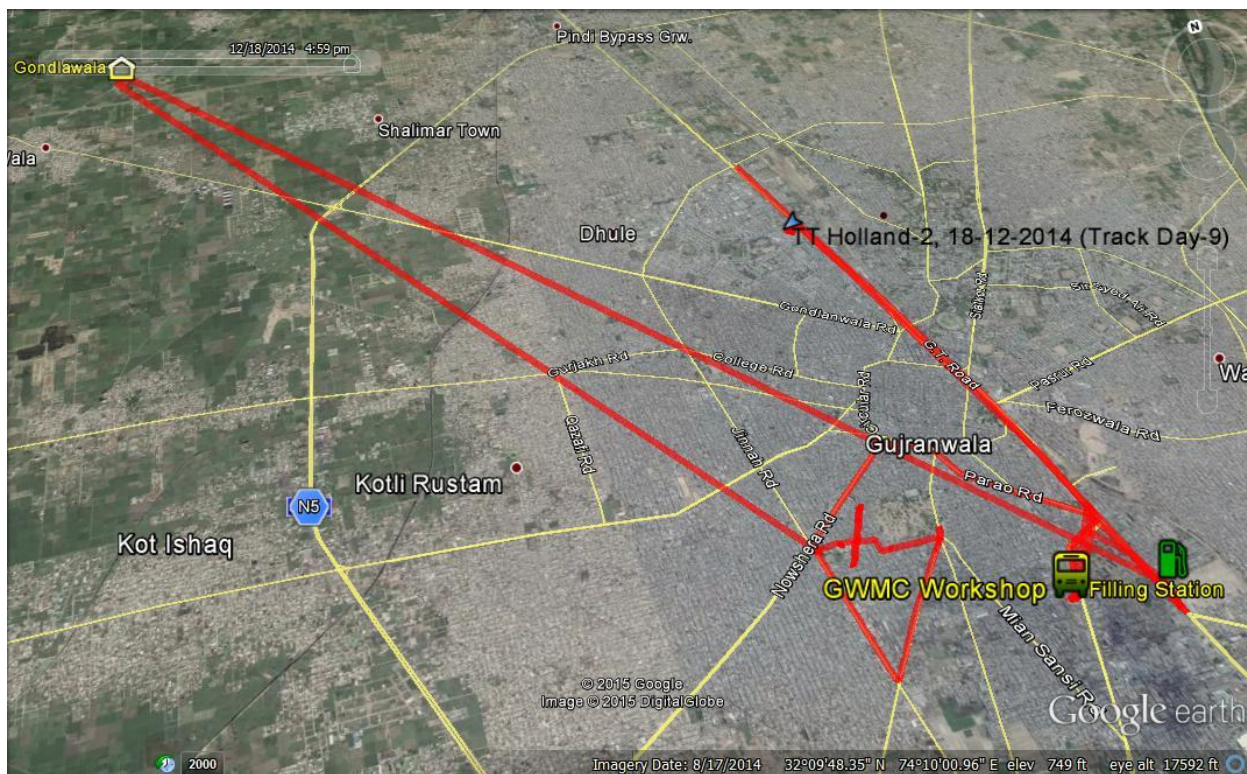 Pindi Bypass Grw.
12/18/2014 4:59 pm
N
Gondlawala
Shalimar Town
Dhule
TT Holland-2, 18-12-2014 (Track Day-9)
Gondlanwala Rd
Sialkot Rd
G.T. Road
Gurjakh Rd
College Rd
Pasrur Rd
Ferozwala Rd
Qazafi Rd
Jinnah Rd
Gujranwala
Parao Rd
Kotli Rustam
N5
Kot Ishaq
Nowshera Rd
GWMC Workshop
Filling Station
Mian Sansi Rd
© 2015 Google
Image © 2015 DigitalGlobe
Google earth
2000
Imagery Date: 8/17/2014 32°09'48.35" N 74°10'00.96" E elev 749 ft eye alt 17592 ft